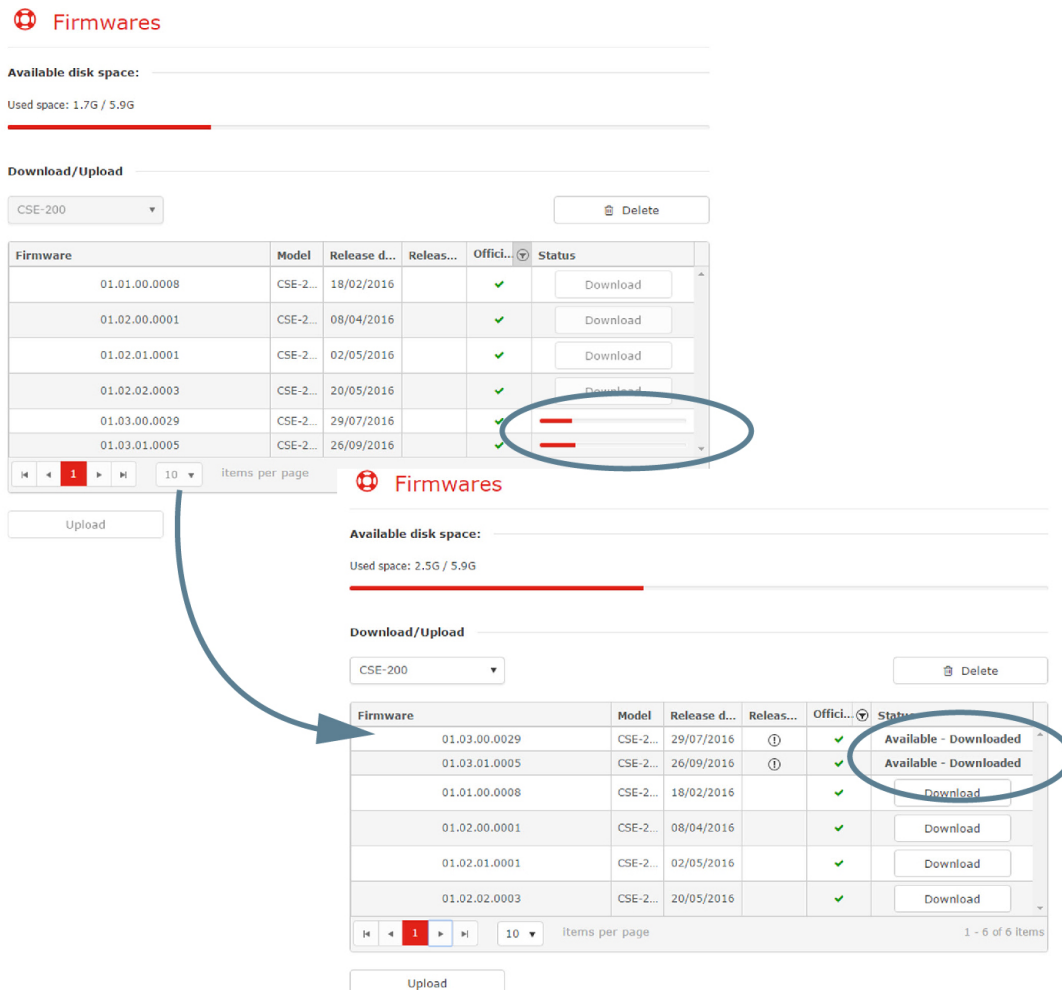 Firmwares
Available disk space:
Used space: 1.7G / 5.9G
Download/Upload
CSE-200
Delete
Firmware Model Release d... Releas... Offici... Status
01.01.00.0008 CSE-2... 18/02/2016 Download
01.02.00.0001 CSE-2... 08/04/2016 Download
01.02.01.0001 CSE-2... 02/05/2016 Download
01.02.02.0003 CSE-2... 20/05/2016 Download
01.03.00.0029 CSE-2... 29/07/2016
01.03.01.0005 CSE-2... 26/09/2016
1 10 items per page
Upload
Firmwares
Available disk space:
Used space: 2.5G / 5.9G
Download/Upload
CSE-200
Delete
Firmware Model Release d... Releas... Offici... Status
01.03.00.0029 CSE-2... 29/07/2016 Available - Downloaded
01.03.01.0005 CSE-2... 26/09/2016 Available - Downloaded
01.01.00.0008 CSE-2... 18/02/2016 Download
01.02.00.0001 CSE-2... 08/04/2016 Download
01.02.01.0001 CSE-2... 02/05/2016 Download
01.02.02.0003 CSE-2... 20/05/2016 Download
1 10 items per page 1 - 6 of 6 items
Upload